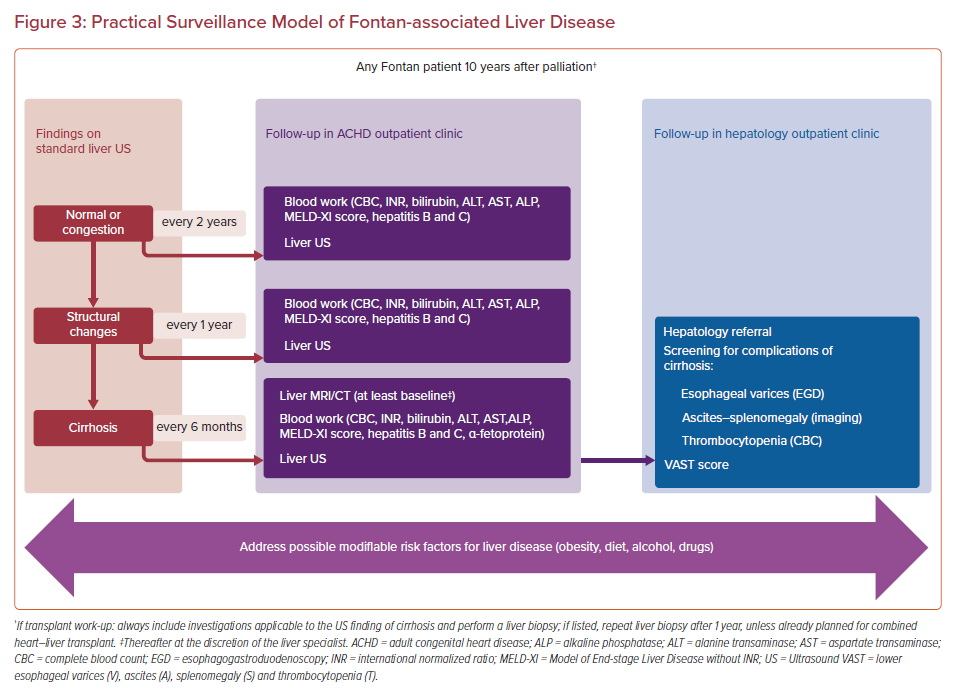 Figure 3: Practical Surveillance Model of Fontan-associated Liver Disease
Any Fontan patient 10 years after palliation†
Findings on
standard liver US
Normal or
congestion
every 2 years
Structural
changes
every 1 year
Cirrhosis
every 6 months
Follow-up in ACHD outpatient clinic
Blood work (CBC, INR, bilirubin, ALT, AST, ALP,
MELD-XI score, hepatitis B and C)
Liver US
Blood work (CBC, INR, bilirubin, ALT, AST, ALP,
MELD-XI score, hepatitis B and C)
Liver US
Liver MRI/CT (at least baseline‡)
Blood work (CBC, INR, bilirubin, ALT, AST,ALP,
MELD-XI score, hepatitis B and C, α-fetoprotein)
Liver US
Follow-up in hepatology outpatient clinic
Hepatology referral
Screening for complications of
cirrhosis:
Esophageal varices (EGD)
Ascites–splenomegaly (imaging)
Thrombocytopenia (CBC)
VAST score
Address possible modifiable risk factors for liver disease (obesity, diet, alcohol, drugs)
†If transplant work-up: always include investigations applicable to the US finding of cirrhosis and perform a liver biopsy; if listed, repeat liver biopsy after 1 year, unless already planned for combined
heart–liver transplant. ‡Thereafter at the discretion of the liver specialist. ACHD = adult congenital heart disease; ALP = alkaline phosphatase; ALT = alanine transaminase; AST = aspartate transaminase;
CBC = complete blood count; EGD = esophagogastroduodenoscopy; INR = international normalized ratio; MELD-XI = Model of End-stage Liver Disease without INR; US = Ultrasound VAST = lower
esophageal varices (V), ascites (A), splenomegaly (S) and thrombocytopenia (T).